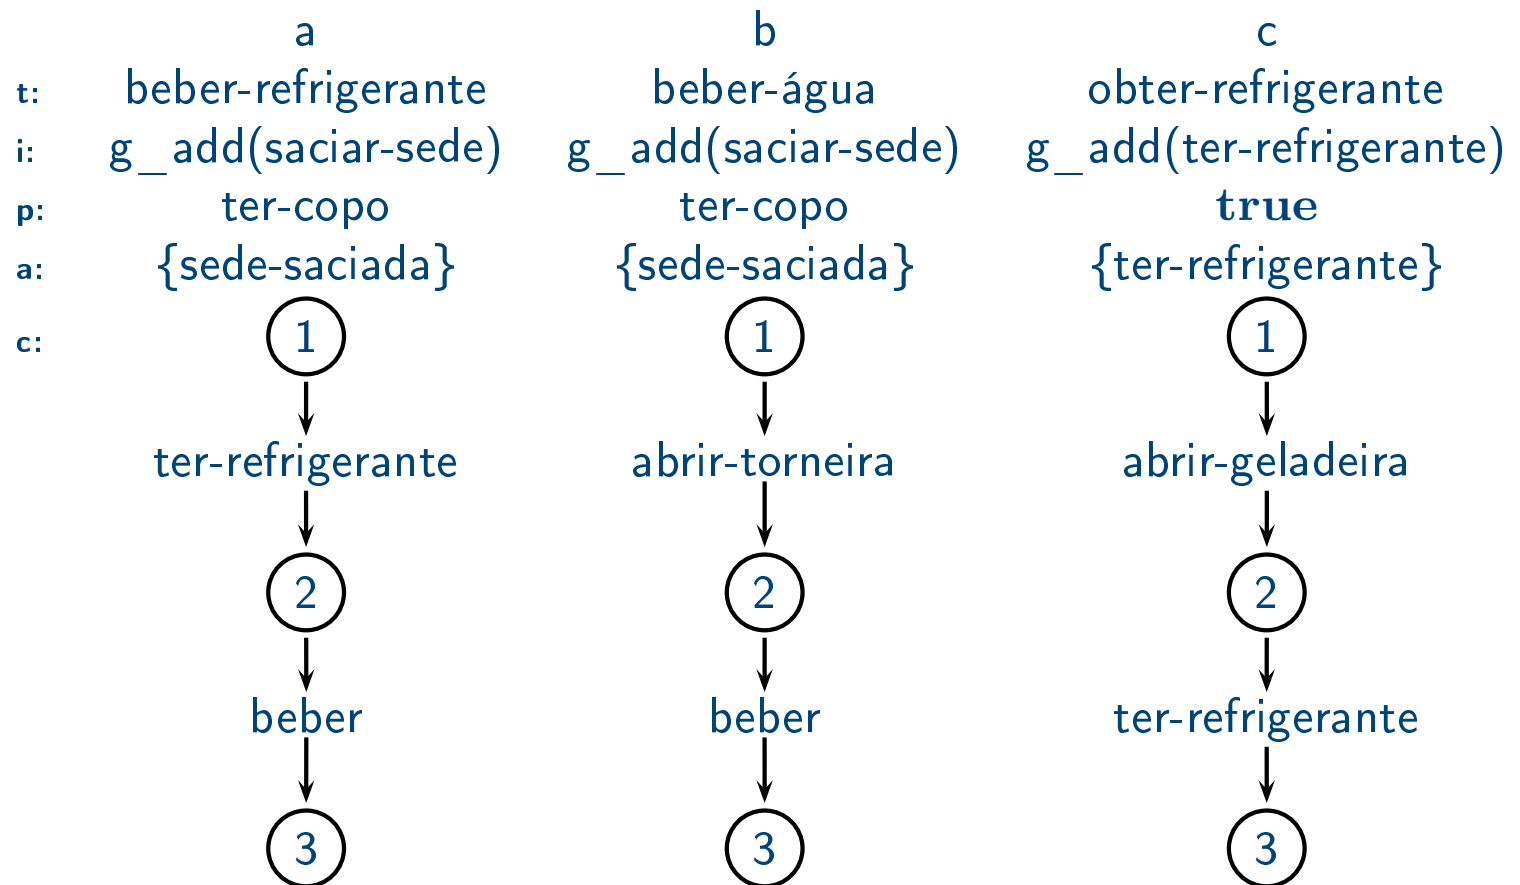 a b c
t: beber-refrigerante beber-água obter-refrigerante
i: g_add(saciar-sede) g_add(saciar-sede) g_add(ter-refrigerante)
p: ter-copo ter-copo true
a: {sede-saciada} {sede-saciada} {ter-refrigerante}
c: 1 1 1
ter-refrigerante abrir-torneira abrir-geladeira
2 2 2
beber beber ter-refrigerante
3 3 3